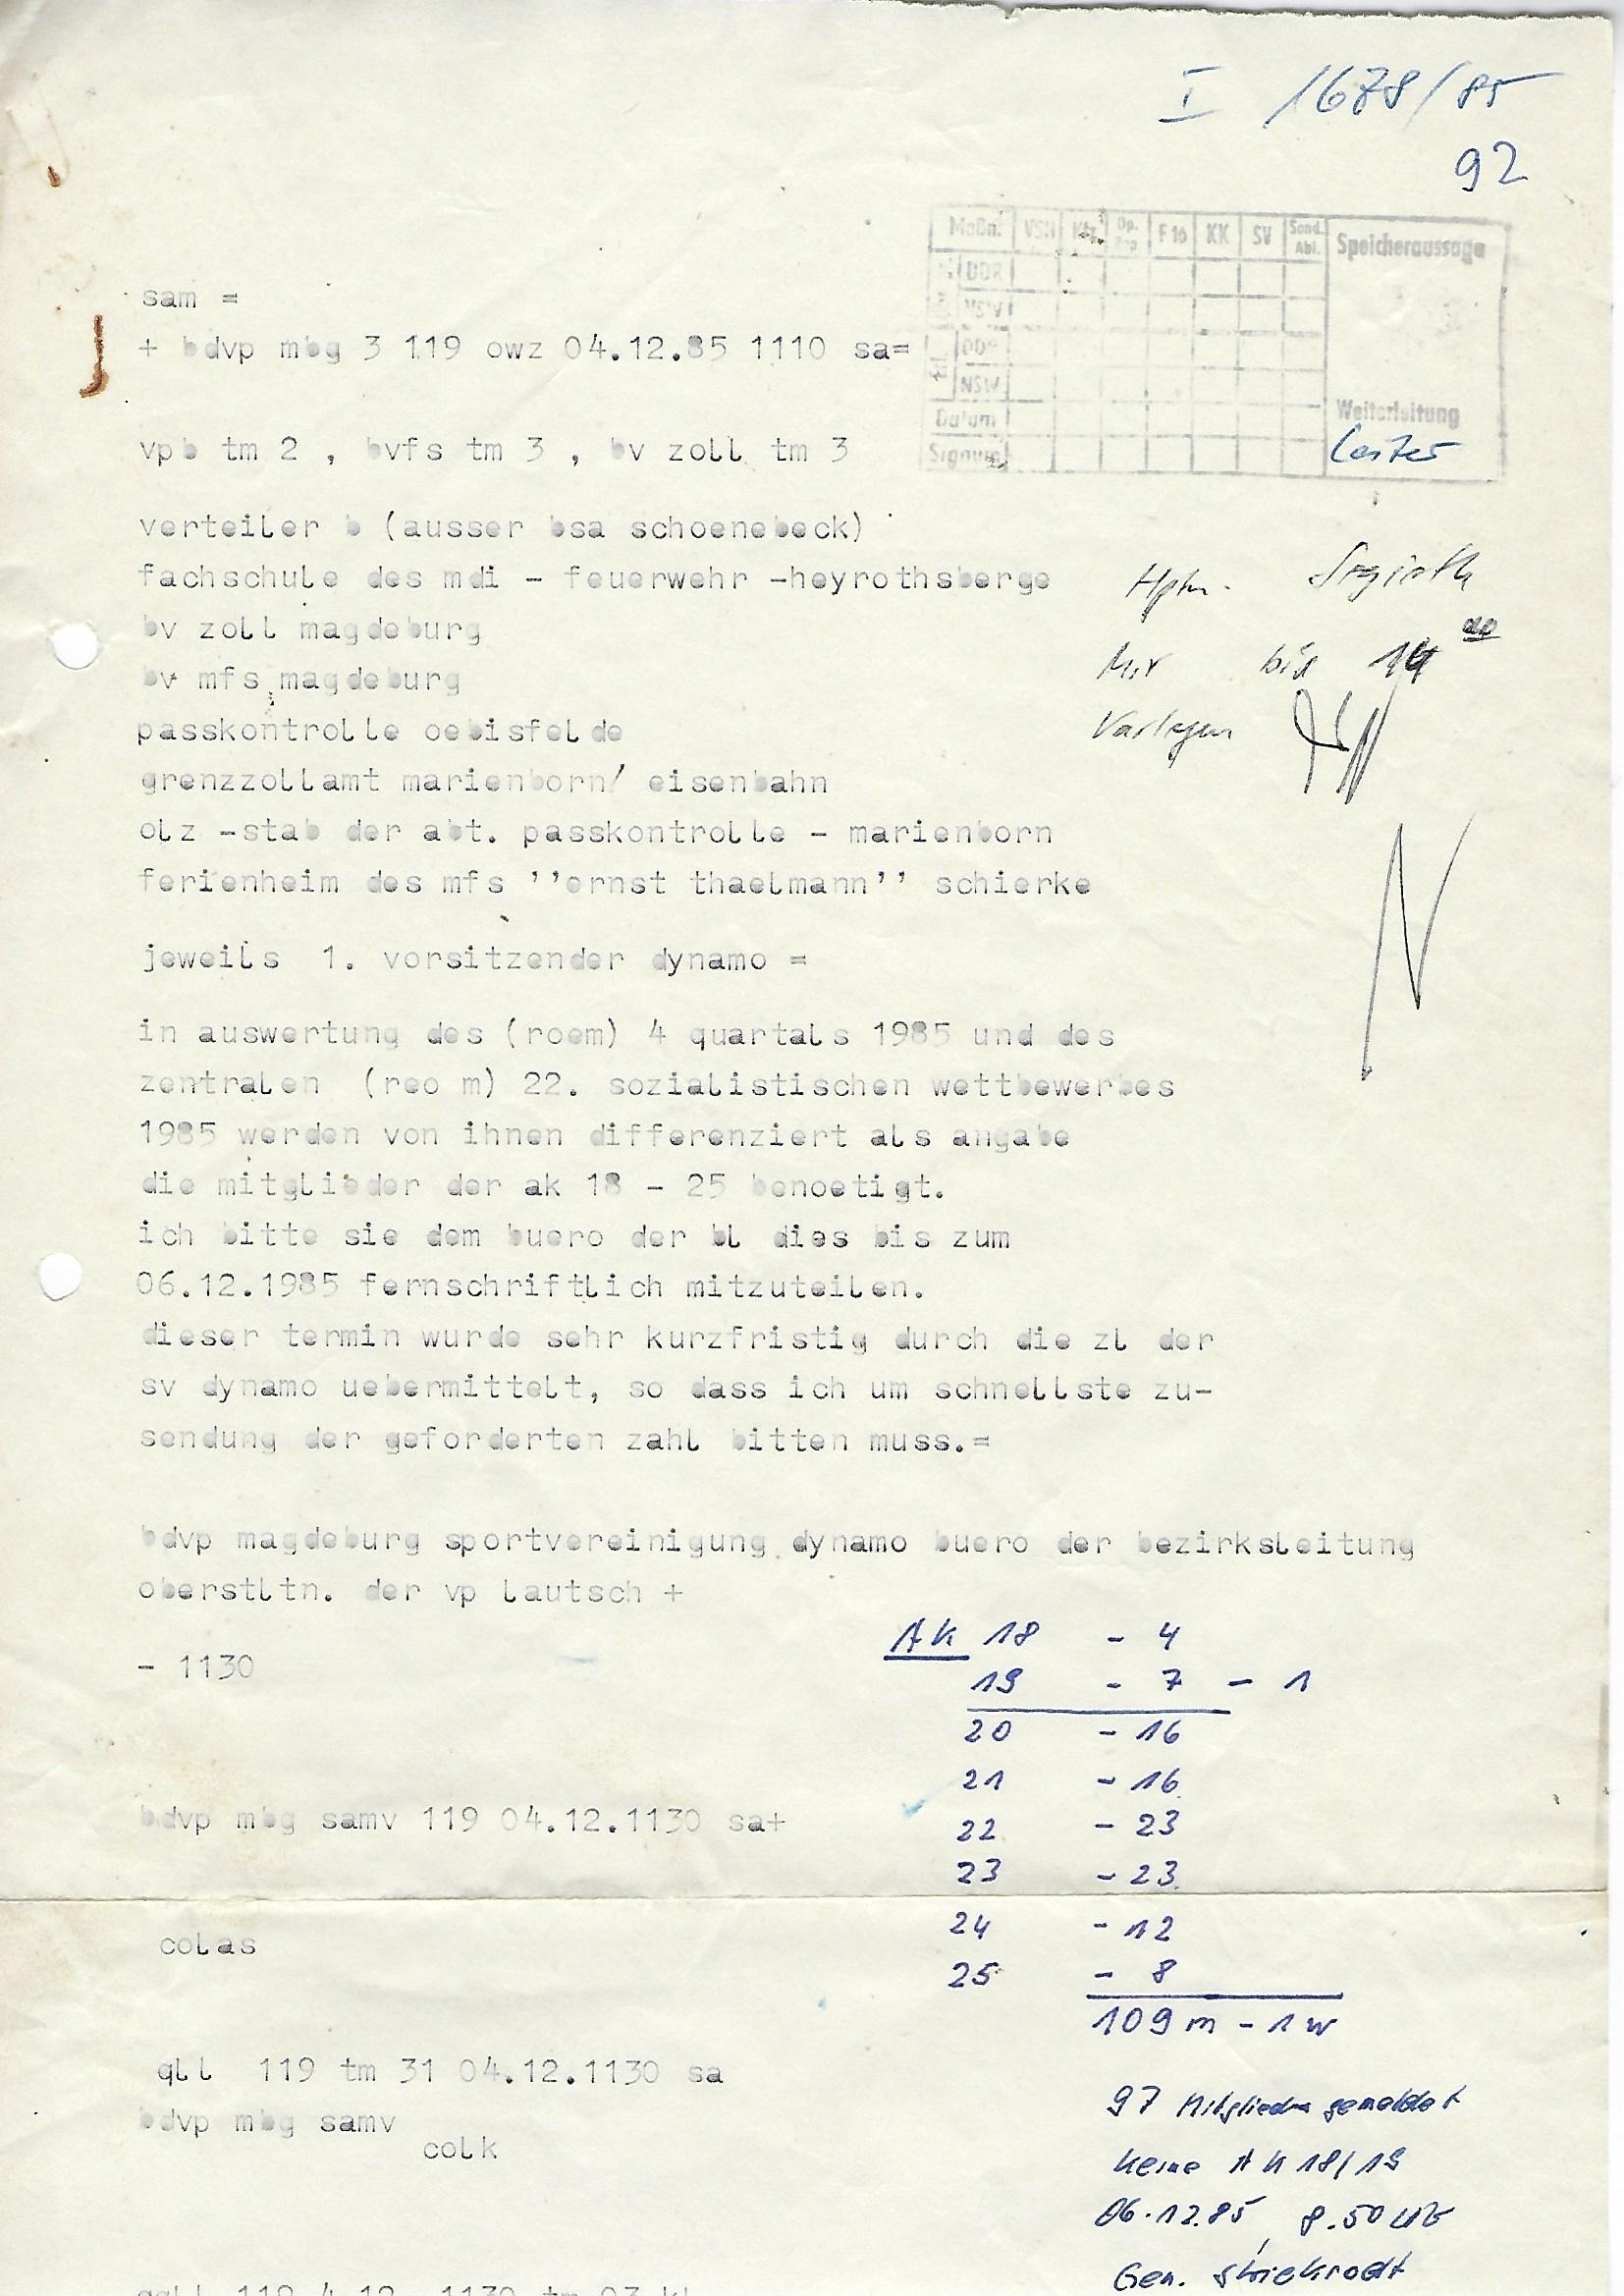 I 1678/85
92
Maßn. VSH Kfz. Op. F 16 KK SV Sond. Abl. Speicheraussage
DDR
NSW
DDR
NSW
Datum Weiterleitung
Signum
sam =
+ bdvp mbg 3 119 owz 04.12.85 1110 sa=
vpb tm 2 , bvfs tm 3 , bv zoll tm 3
verteiler b (ausser bsa schoenebeck)
fachschule des mdi - feuerwehr -heyrothsberge
Hptm.
bv zoll magdeburg
Mir bis 14 00
bv mfs magdeburg
Vorlegen
passkontrolle oebisfelde
grenzzollamt marienborn/ eisenbahn
olz -stab der abt. passkontrolle - marienborn
ferienheim des mfs ''ernst thaelmann'' schierke
jeweils 1. vorsitzender dynamo =
in auswertung des (roem) 4 quartals 1985 und des
zentralen (reo m) 22. sozialistischen wettbewerbes
1985 werden von ihnen differenziert als angabe
die mitglieder der ak 18 - 25 benoetigt.
ich bitte sie dem buero der bl dies bis zum
06.12.1985 fernschriftlich mitzuteilen.
dieser termin wurde sehr kurzfristig durch die zl der
sv dynamo uebermittelt, so dass ich um schnellste zu-
sendung der geforderten zahl bitten muss.=
bdvp magdeburg sportvereinigung dynamo buero der bezirksleitung
oberstltn. der vp lautsch +
- 1130
AK 18 - 4
19 - 7 - 1
20 - 16
21 - 16
22 - 23
23 - 23
24 - 12
25 - 8
109 m - 1 w
bdvp mbg samv 119 04.12.1130 sa+
colas
qll 119 tm 31 04.12.1130 sa
bdvp mbg samv
colk
97 Mitglieder gemeldet
keine AK 18/19
06.12.85, 8.50 Uhr
Gen. Striekrodt